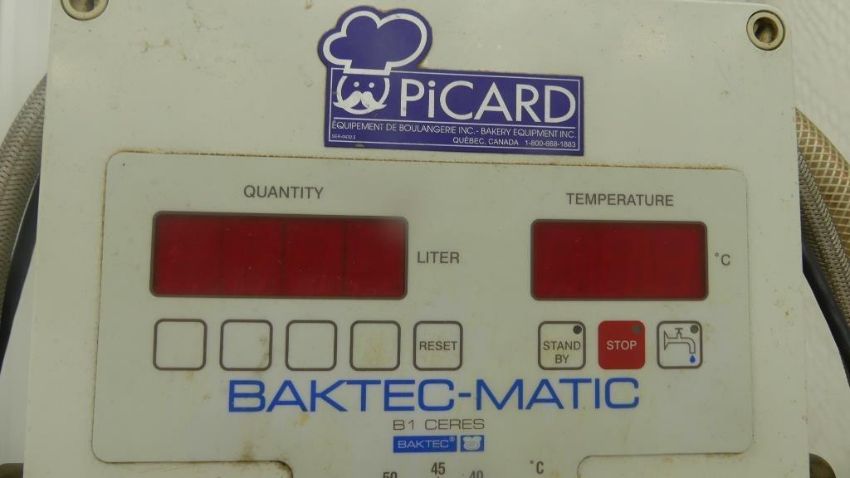 PiCARD
ÉQUIPEMENT DE BOULANGERIE INC.- BAKERY EQUIPMENT INC.
QUÉBEC, CANADA 1-800-668-1883
QUANTITY TEMPERATURE
LITER °C
RESET STAND BY STOP
BAKTEC-MATIC
B1 CERES
BAKTEC®
50 45 40 °C